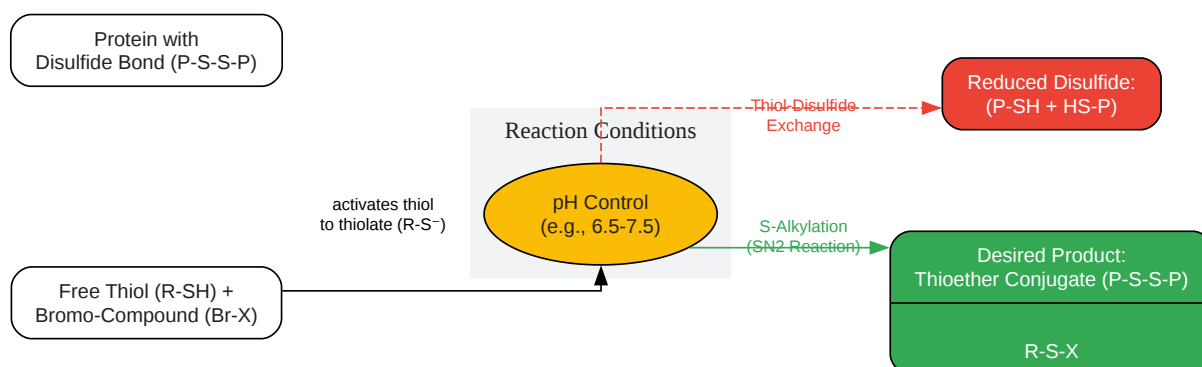 Protein with
Disulfide Bond (P-S-S-P)
Reduced Disulfide:
(P-SH + HS-P)
Thiol-Disulfide
Exchange
Reaction Conditions
activates thiol
to thiolate (R-S⁻)
pH Control
(e.g., 6.5-7.5)
S-Alkylation
(SN2 Reaction)
Desired Product:
Thioether Conjugate (P-S-S-P)
R-S-X
Free Thiol (R-SH) +
Bromo-Compound (Br-X)